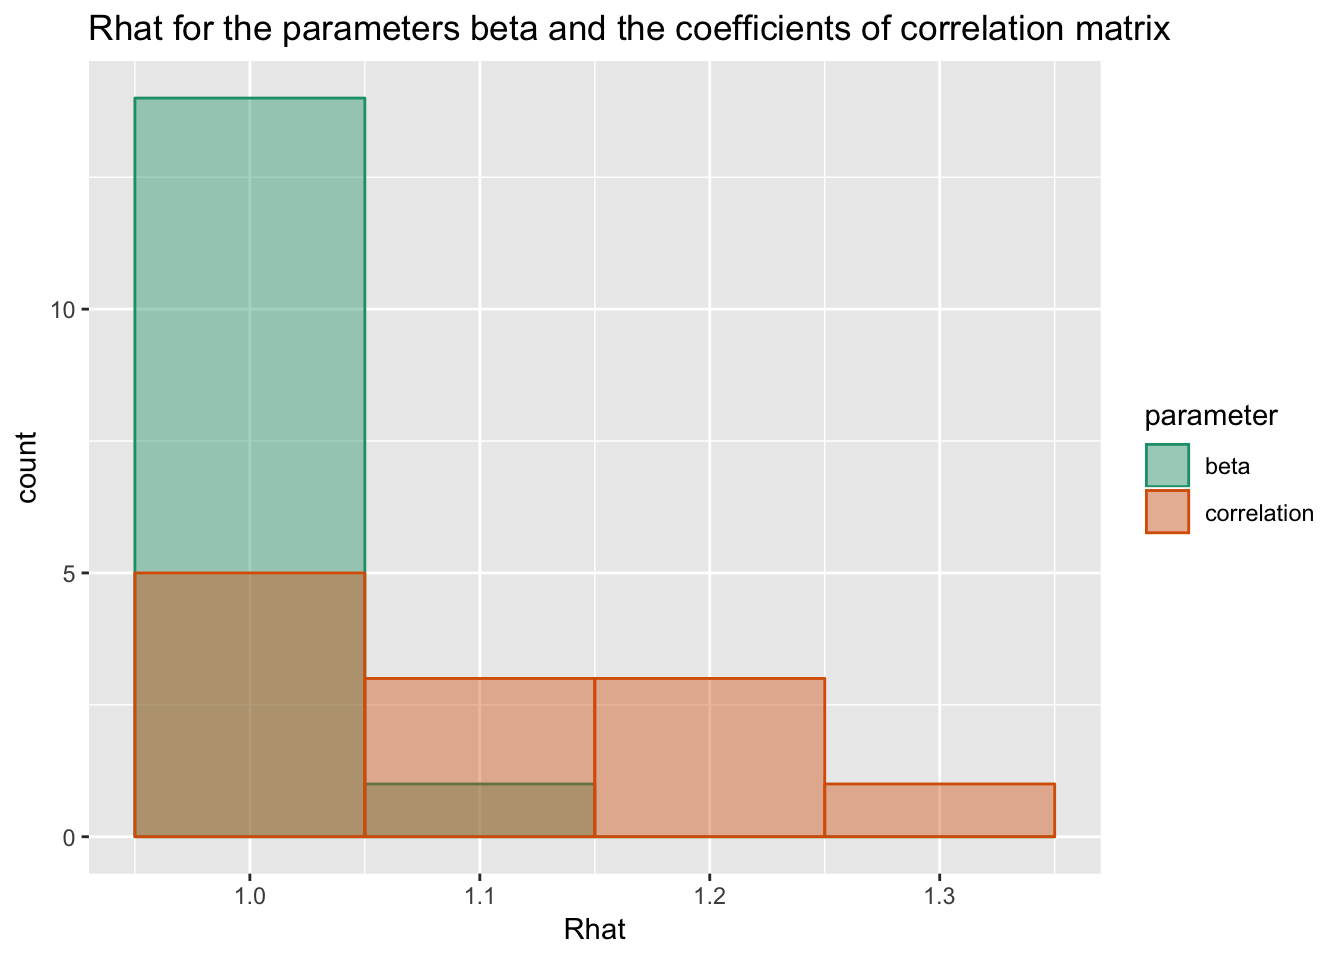 Rhat for the parameters beta and the coefficients of correlation matrix
10
5
0
count
1.0 1.1 1.2 1.3
Rhat
parameter
beta
correlation